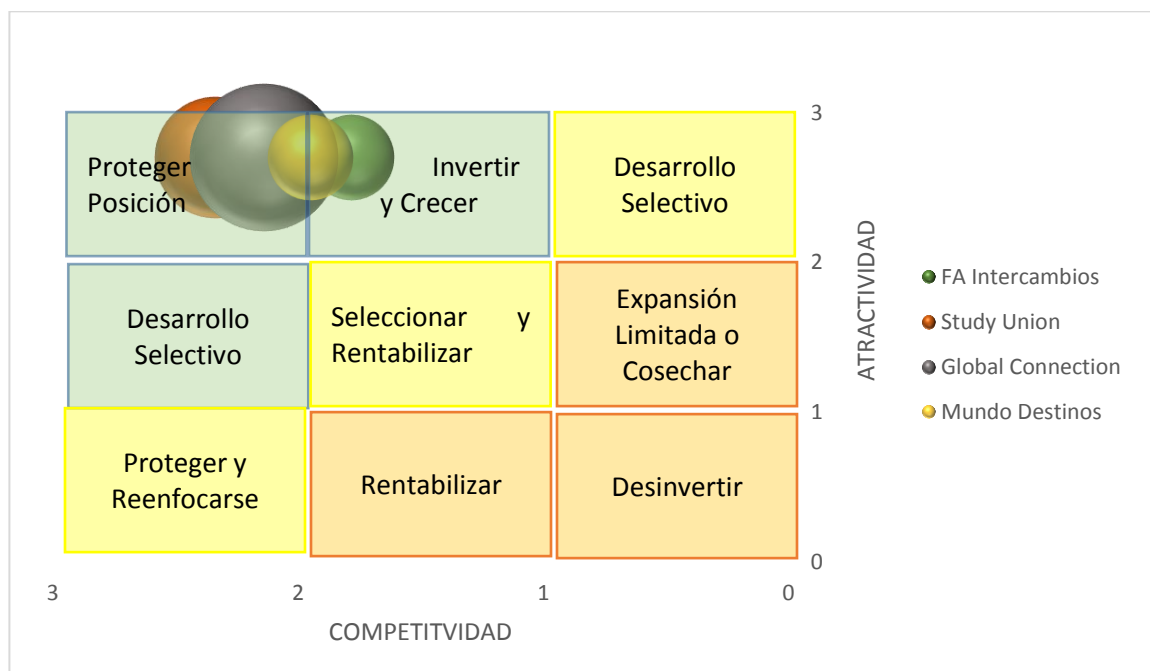 Proteger
Posición
Invertir
y Crecer
Desarrollo
Selectivo
3
Desarrollo
Selectivo
Seleccionar y
Rentabilizar
Expansión
Limitada o
Cosechar
2
Proteger y
Reenfocarse
Rentabilizar
Desinvertir
1
0
3 2 1 0
COMPETITVIDAD
ATRACTIVIDAD
FA Intercambios
Study Union
Global Connection
Mundo Destinos